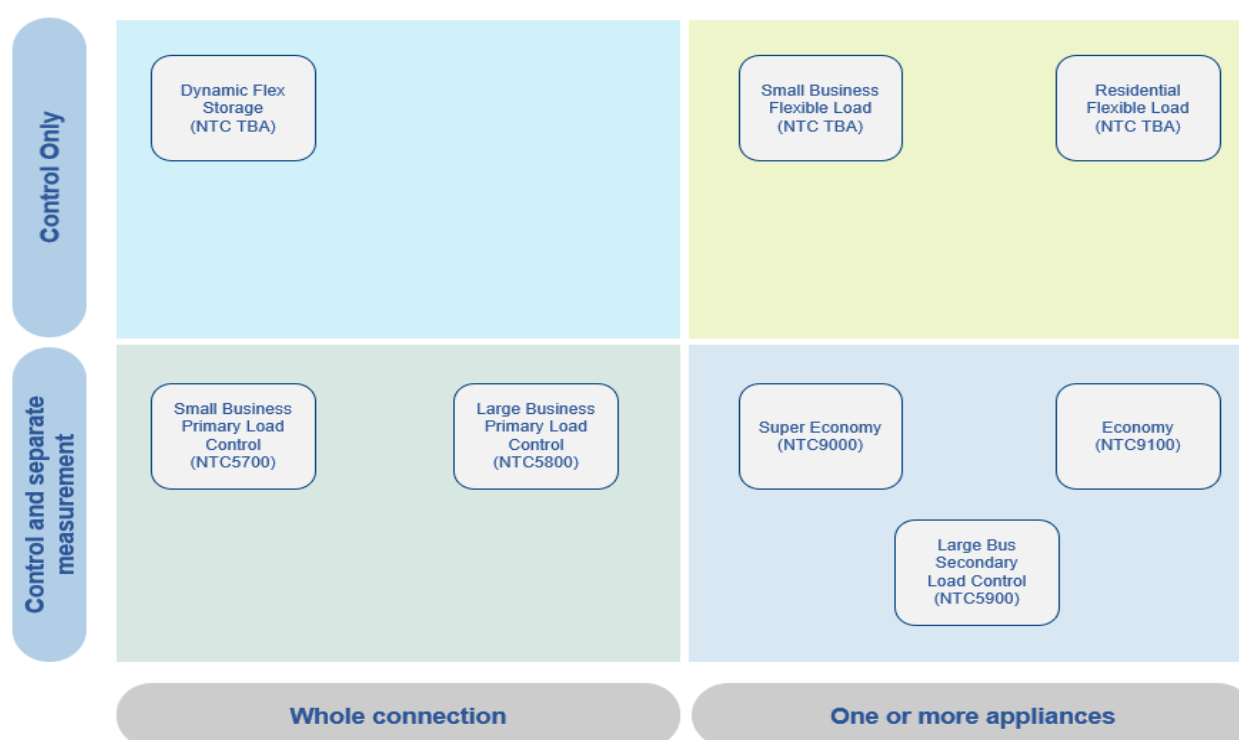 Control Only
Dynamic Flex
Storage
(NTC TBA)
Small Business
Flexible Load
(NTC TBA)
Residential
Flexible Load
(NTC TBA)
Control and separate
measurement
Small Business
Primary Load
Control
(NTC5700)
Large Business
Primary Load
Control
(NTC5800)
Super Economy
(NTC9000)
Economy
(NTC9100)
Large Bus
Secondary
Load Control
(NTC5900)
Whole connection
One or more appliances